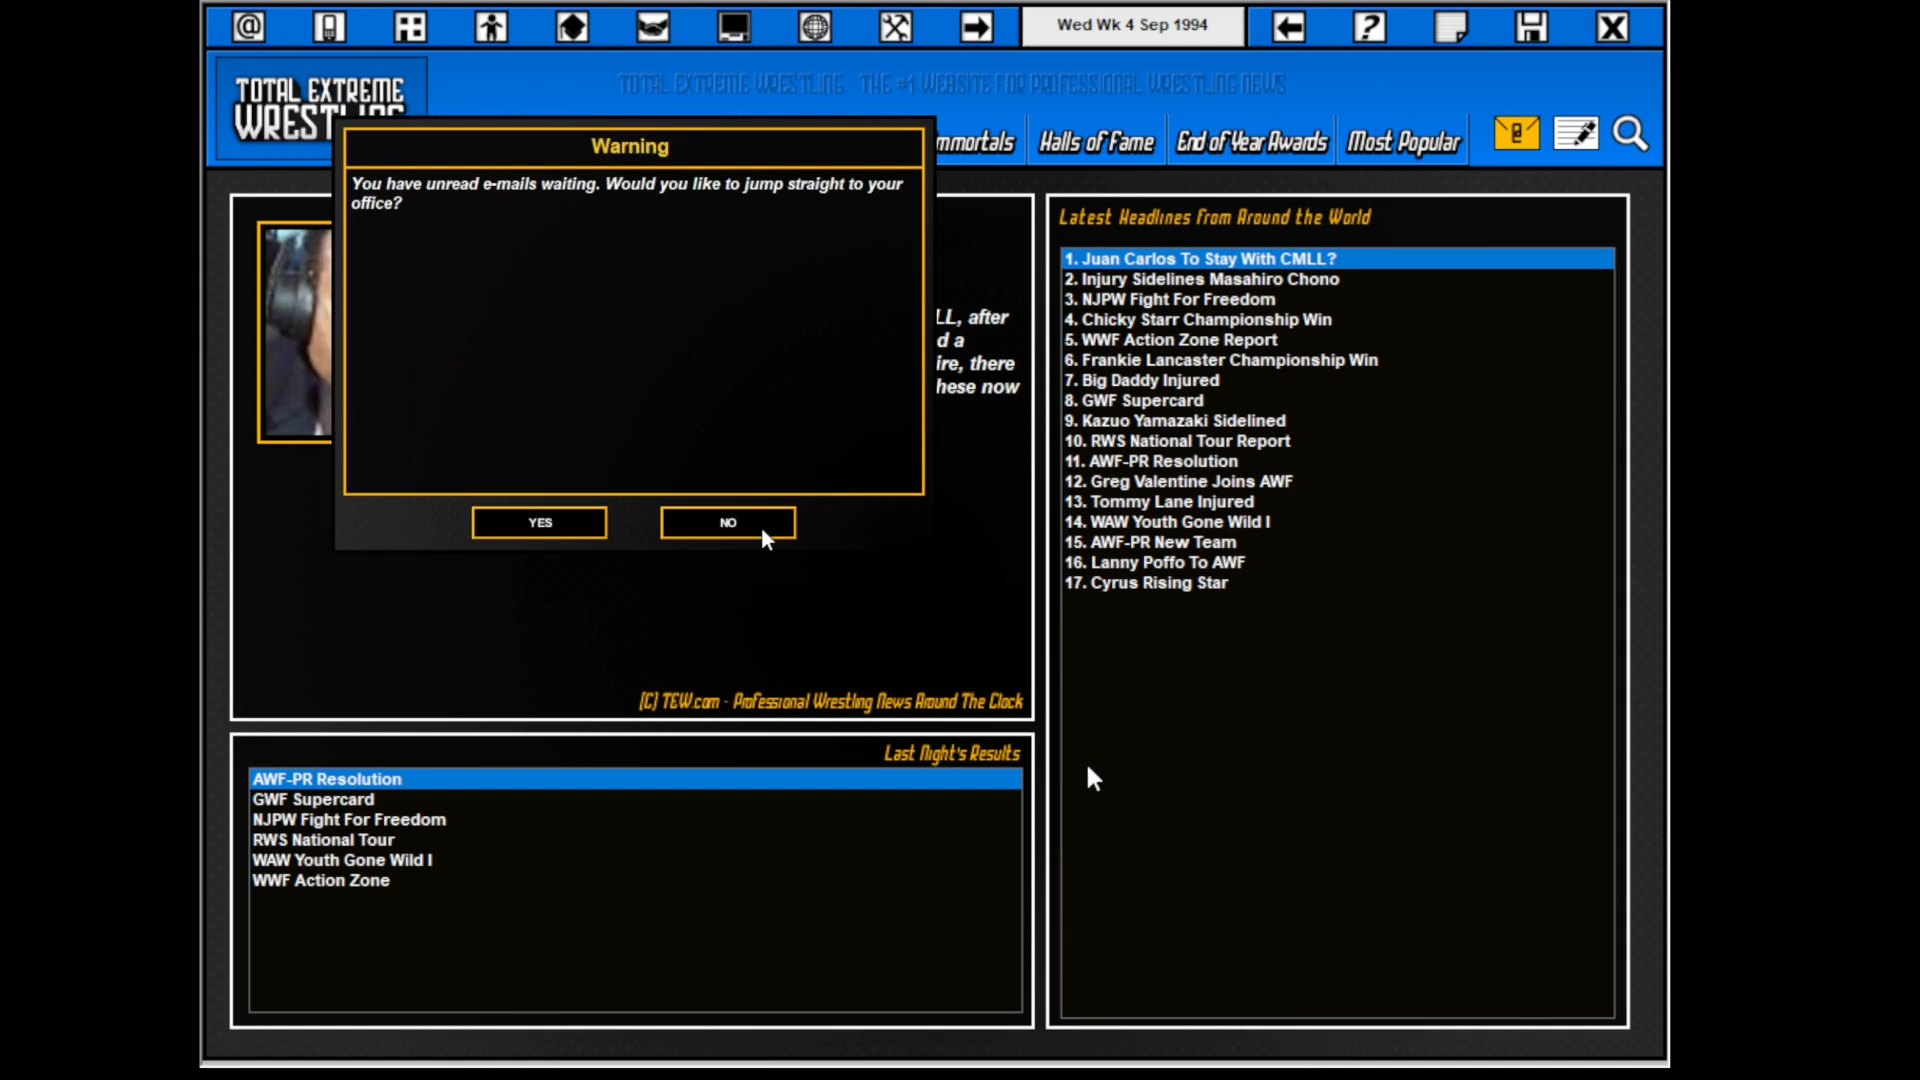 Wed Wk 4 Sep 1994
TOTAL EXTREME
TOTAL EXTREME WRESTLING THE #1 WEBSITE FOR PROFESSIONAL WRESTLING NEWS
mmortals
Halls of Fame
End of Year Awards
Most Popular
Warning
You have unread e-mails waiting. Would you like to jump straight to your
office?
YES
NO
LL, after
d a
ire, there
hese now
(C) TEW.com - Professional Wrestling News Around The Clock
Last Night's Results
AWF-PR Resolution
GWF Supercard
NJPW Fight For Freedom
RWS National Tour
WAW Youth Gone Wild I
WWF Action Zone
Latest Headlines From Around the World
1. Juan Carlos To Stay With CMLL?
2. Injury Sidelines Masahiro Chono
3. NJPW Fight For Freedom
4. Chicky Starr Championship Win
5. WWF Action Zone Report
6. Frankie Lancaster Championship Win
7. Big Daddy Injured
8. GWF Supercard
9. Kazuo Yamazaki Sidelined
10. RWS National Tour Report
11. AWF-PR Resolution
12. Greg Valentine Joins AWF
13. Tommy Lane Injured
14. WAW Youth Gone Wild I
15. AWF-PR New Team
16. Lanny Poffo To AWF
17. Cyrus Rising Star